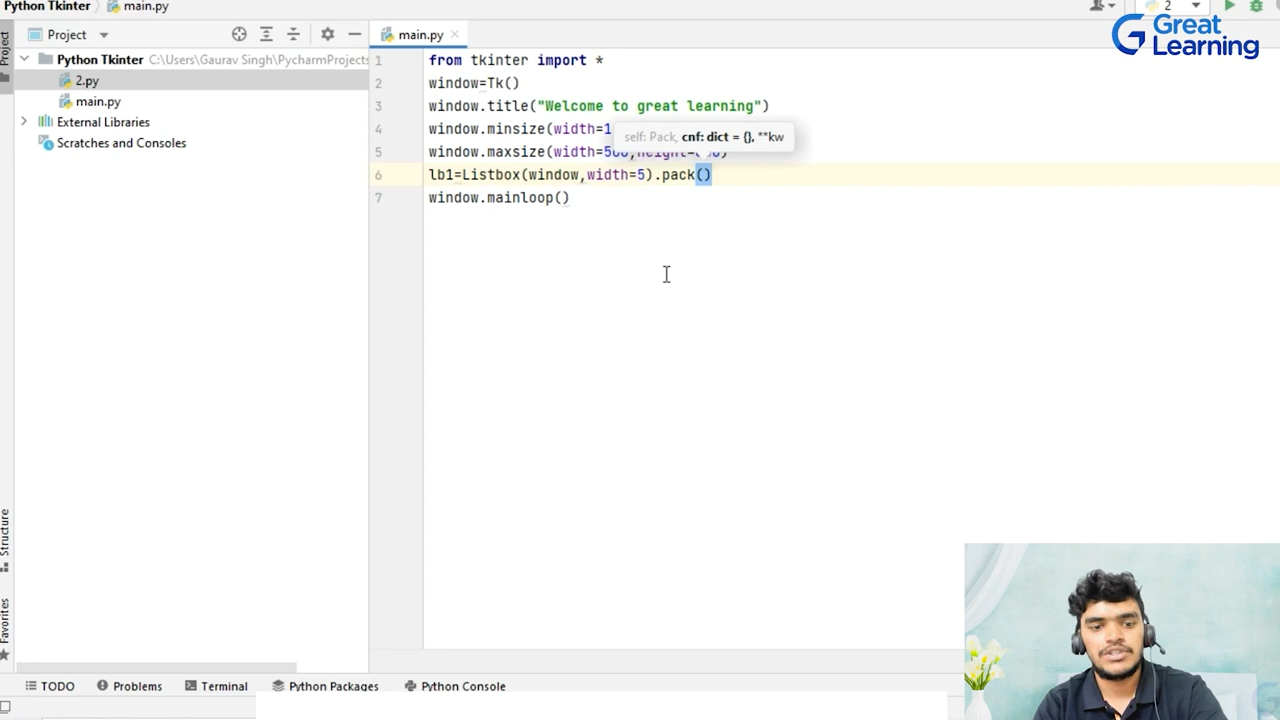 Python Tkinter
main.py
2
Great
Learning
Project
main.py
Project
Python Tkinter C:\Users\Gaurav Singh\PycharmProjects
2.py
main.py
External Libraries
Scratches and Consoles
1 from tkinter import *
2 window=Tk()
3 window.title("Welcome to great learning")
4 window.minsize(width=1
self: Pack, cnf: dict = {}, **kw
5 window.maxsize(width=500,height=
6 lb1=Listbox(window,width=5).pack()
7 window.mainloop()
Structure
Favorites
TODO
Problems
Terminal
Python Packages
Python Console